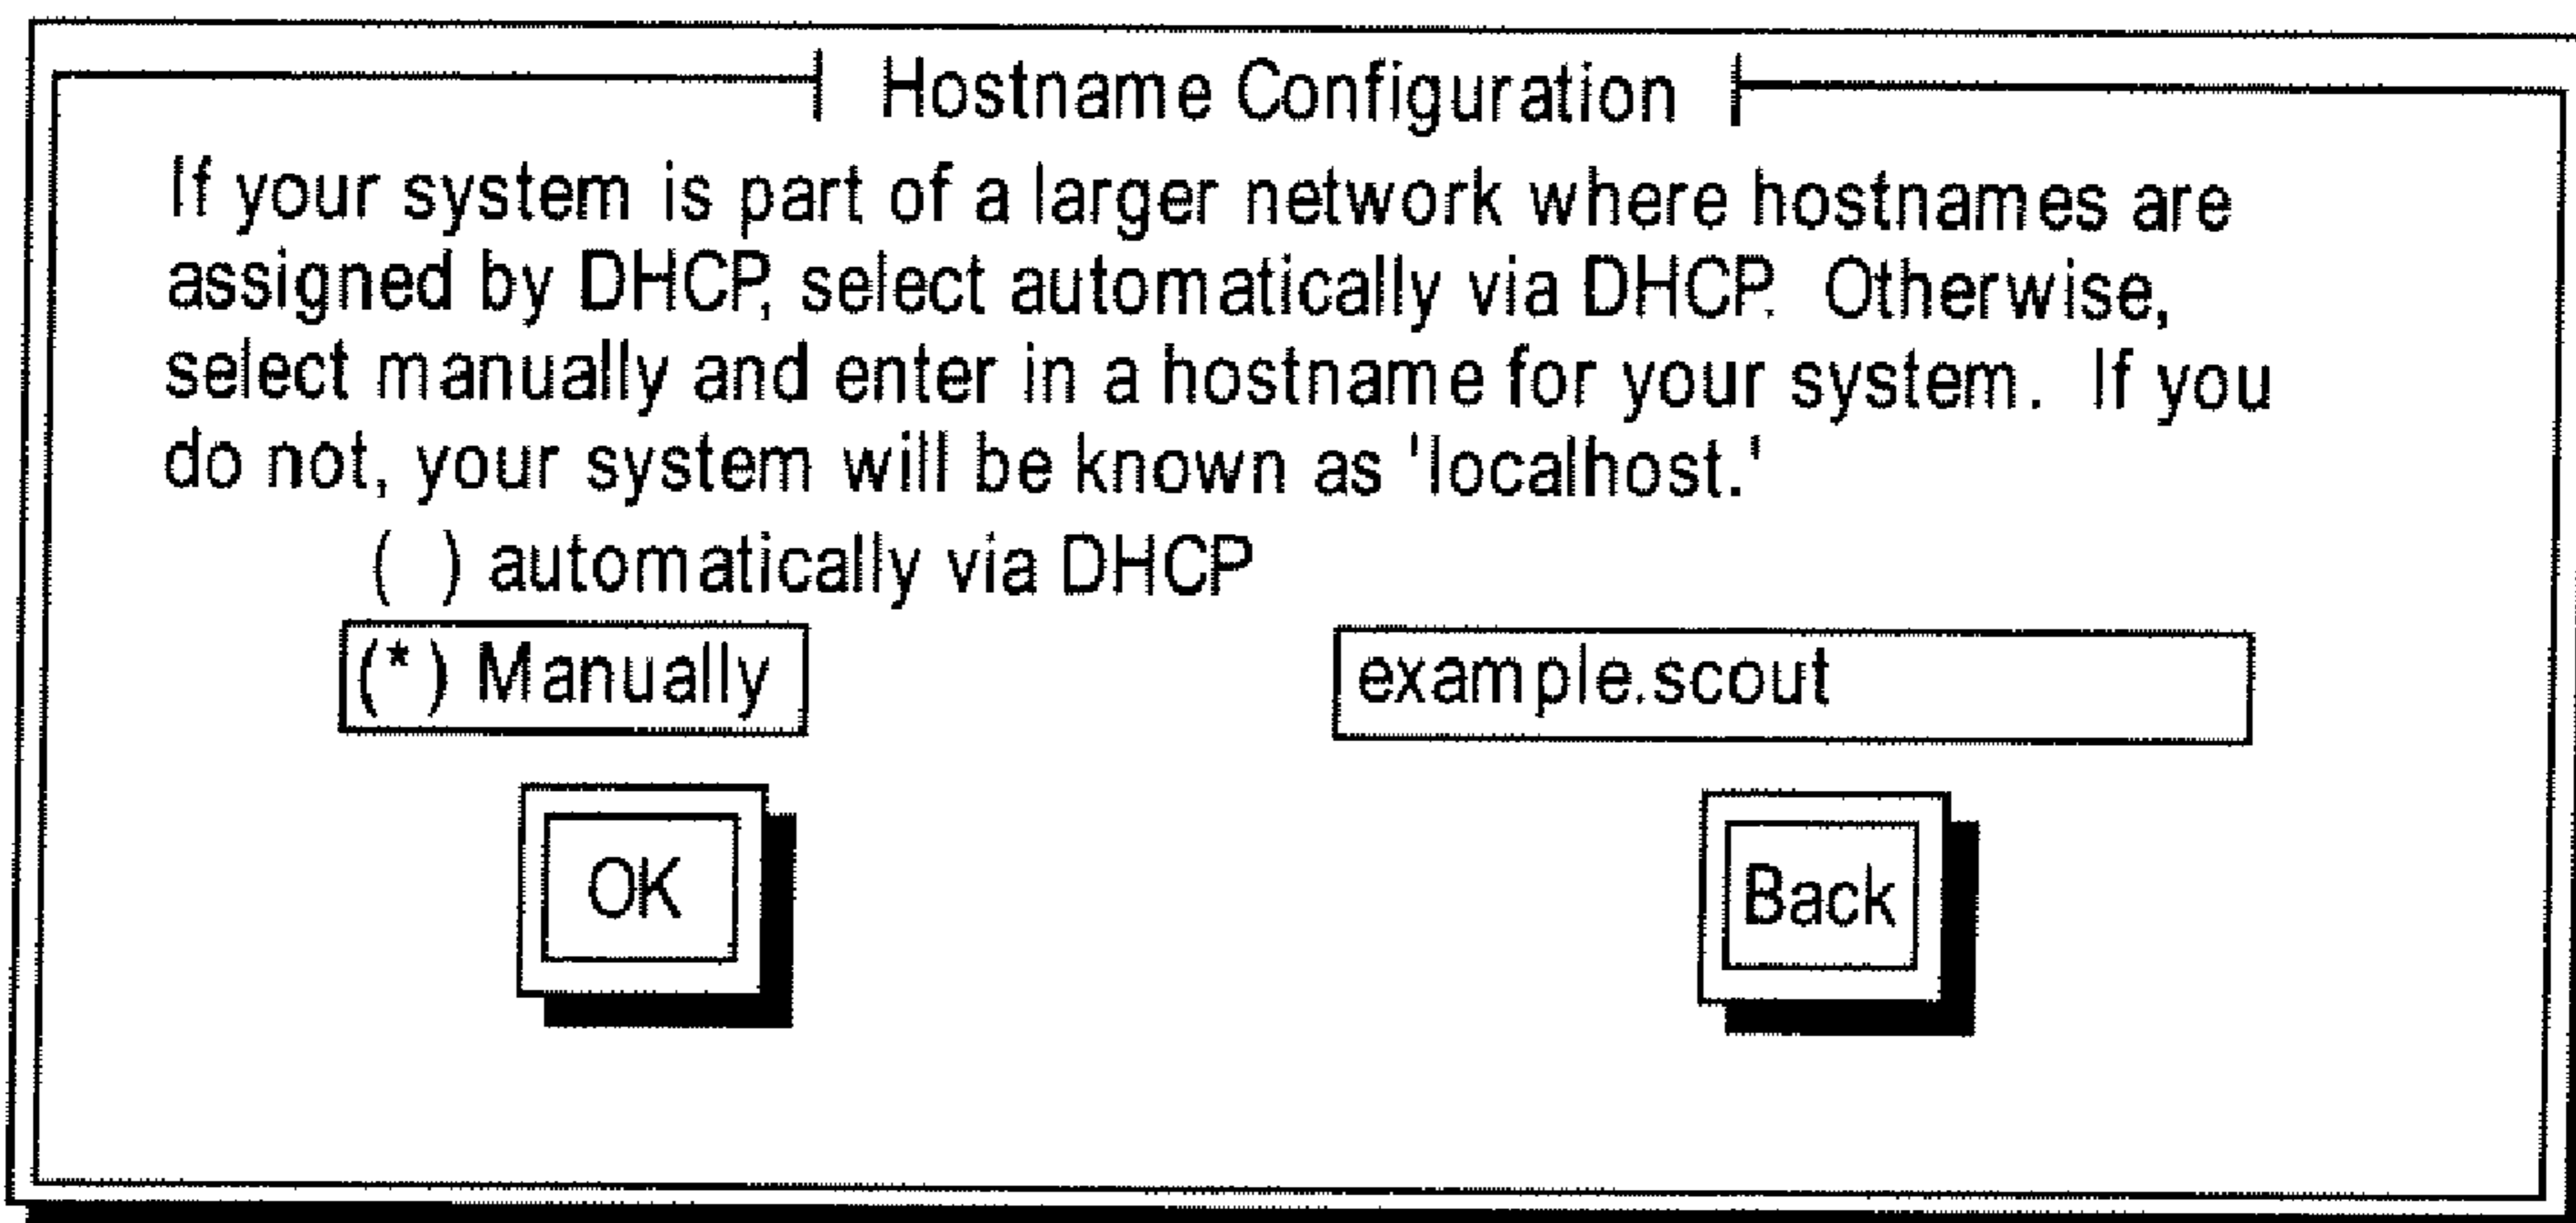 Hostname Configuration
If your system is part of a larger network where hostnames are
assigned by DHCP, select automatically via DHCP. Otherwise,
select manually and enter in a hostname for your system. If you
do not, your system will be known as 'localhost.'
( ) automatically via DHCP
(*) Manually example.scout
OK Back